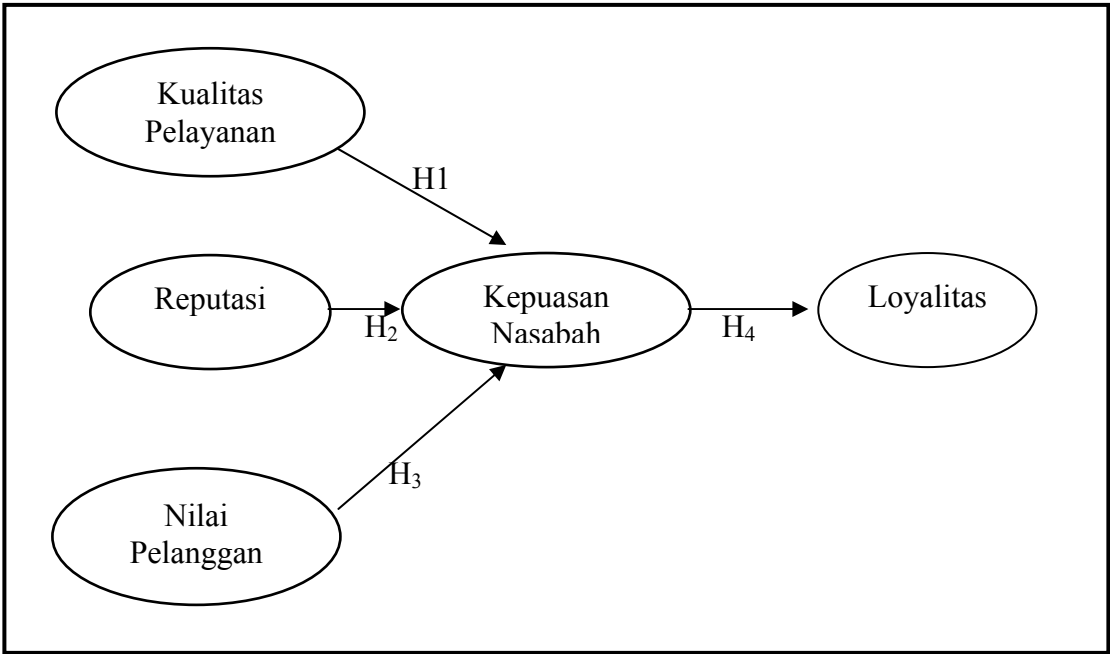 Kualitas
Pelayanan
H1
Reputasi
H₂
Kepuasan
Nasabah
H₄
Loyalitas
H₃
Nilai
Pelanggan